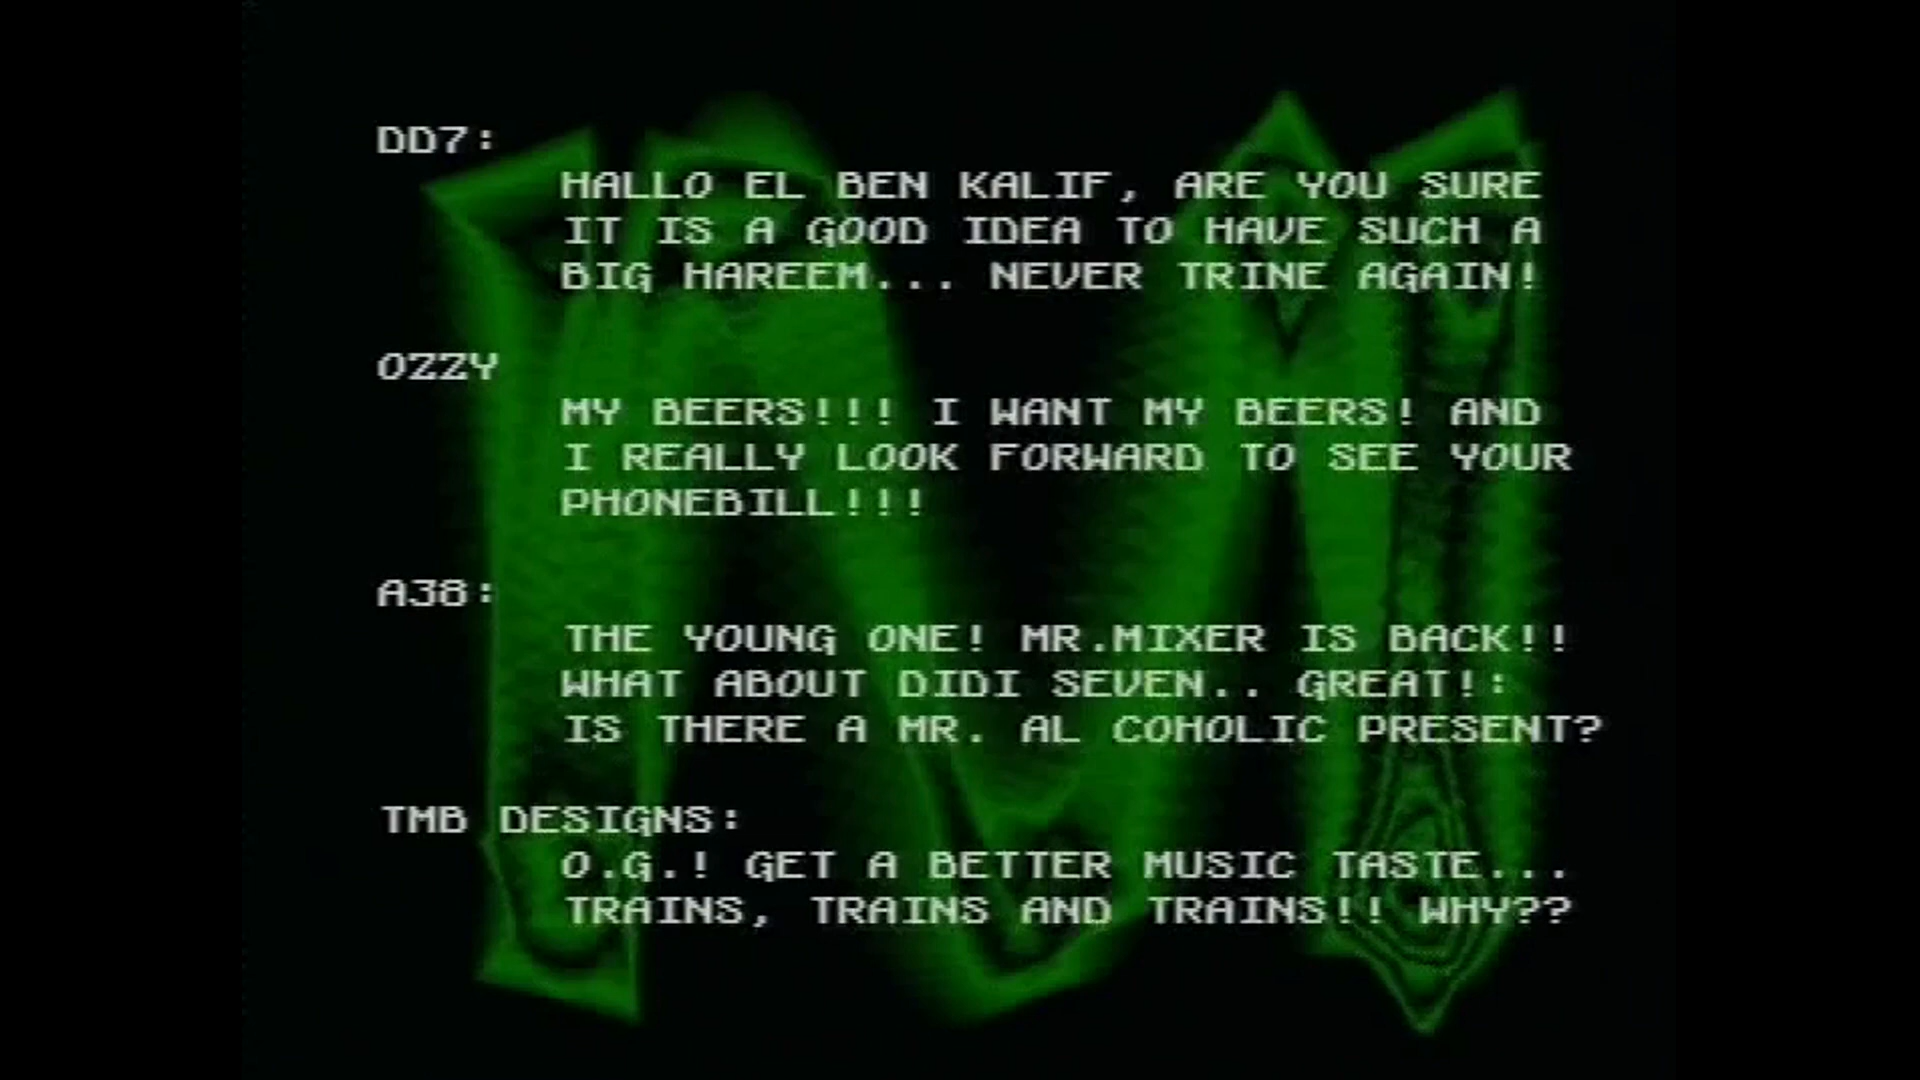 DD7:
HALLO EL BEN KALIF, ARE YOU SURE
IT IS A GOOD IDEA TO HAVE SUCH A
BIG HAREEM... NEVER TRINE AGAIN!
OZZY
MY BEERS!!! I WANT MY BEERS! AND
I REALLY LOOK FORWARD TO SEE YOUR
PHONEBILL!!!
A38:
THE YOUNG ONE! MR.MIXER IS BACK!!
WHAT ABOUT DIDI SEVEN.. GREAT!:
IS THERE A MR. AL COHOLIC PRESENT?
TMB DESIGNS:
O.G.! GET A BETTER MUSIC TASTE...
TRAINS, TRAINS AND TRAINS!! WHY??